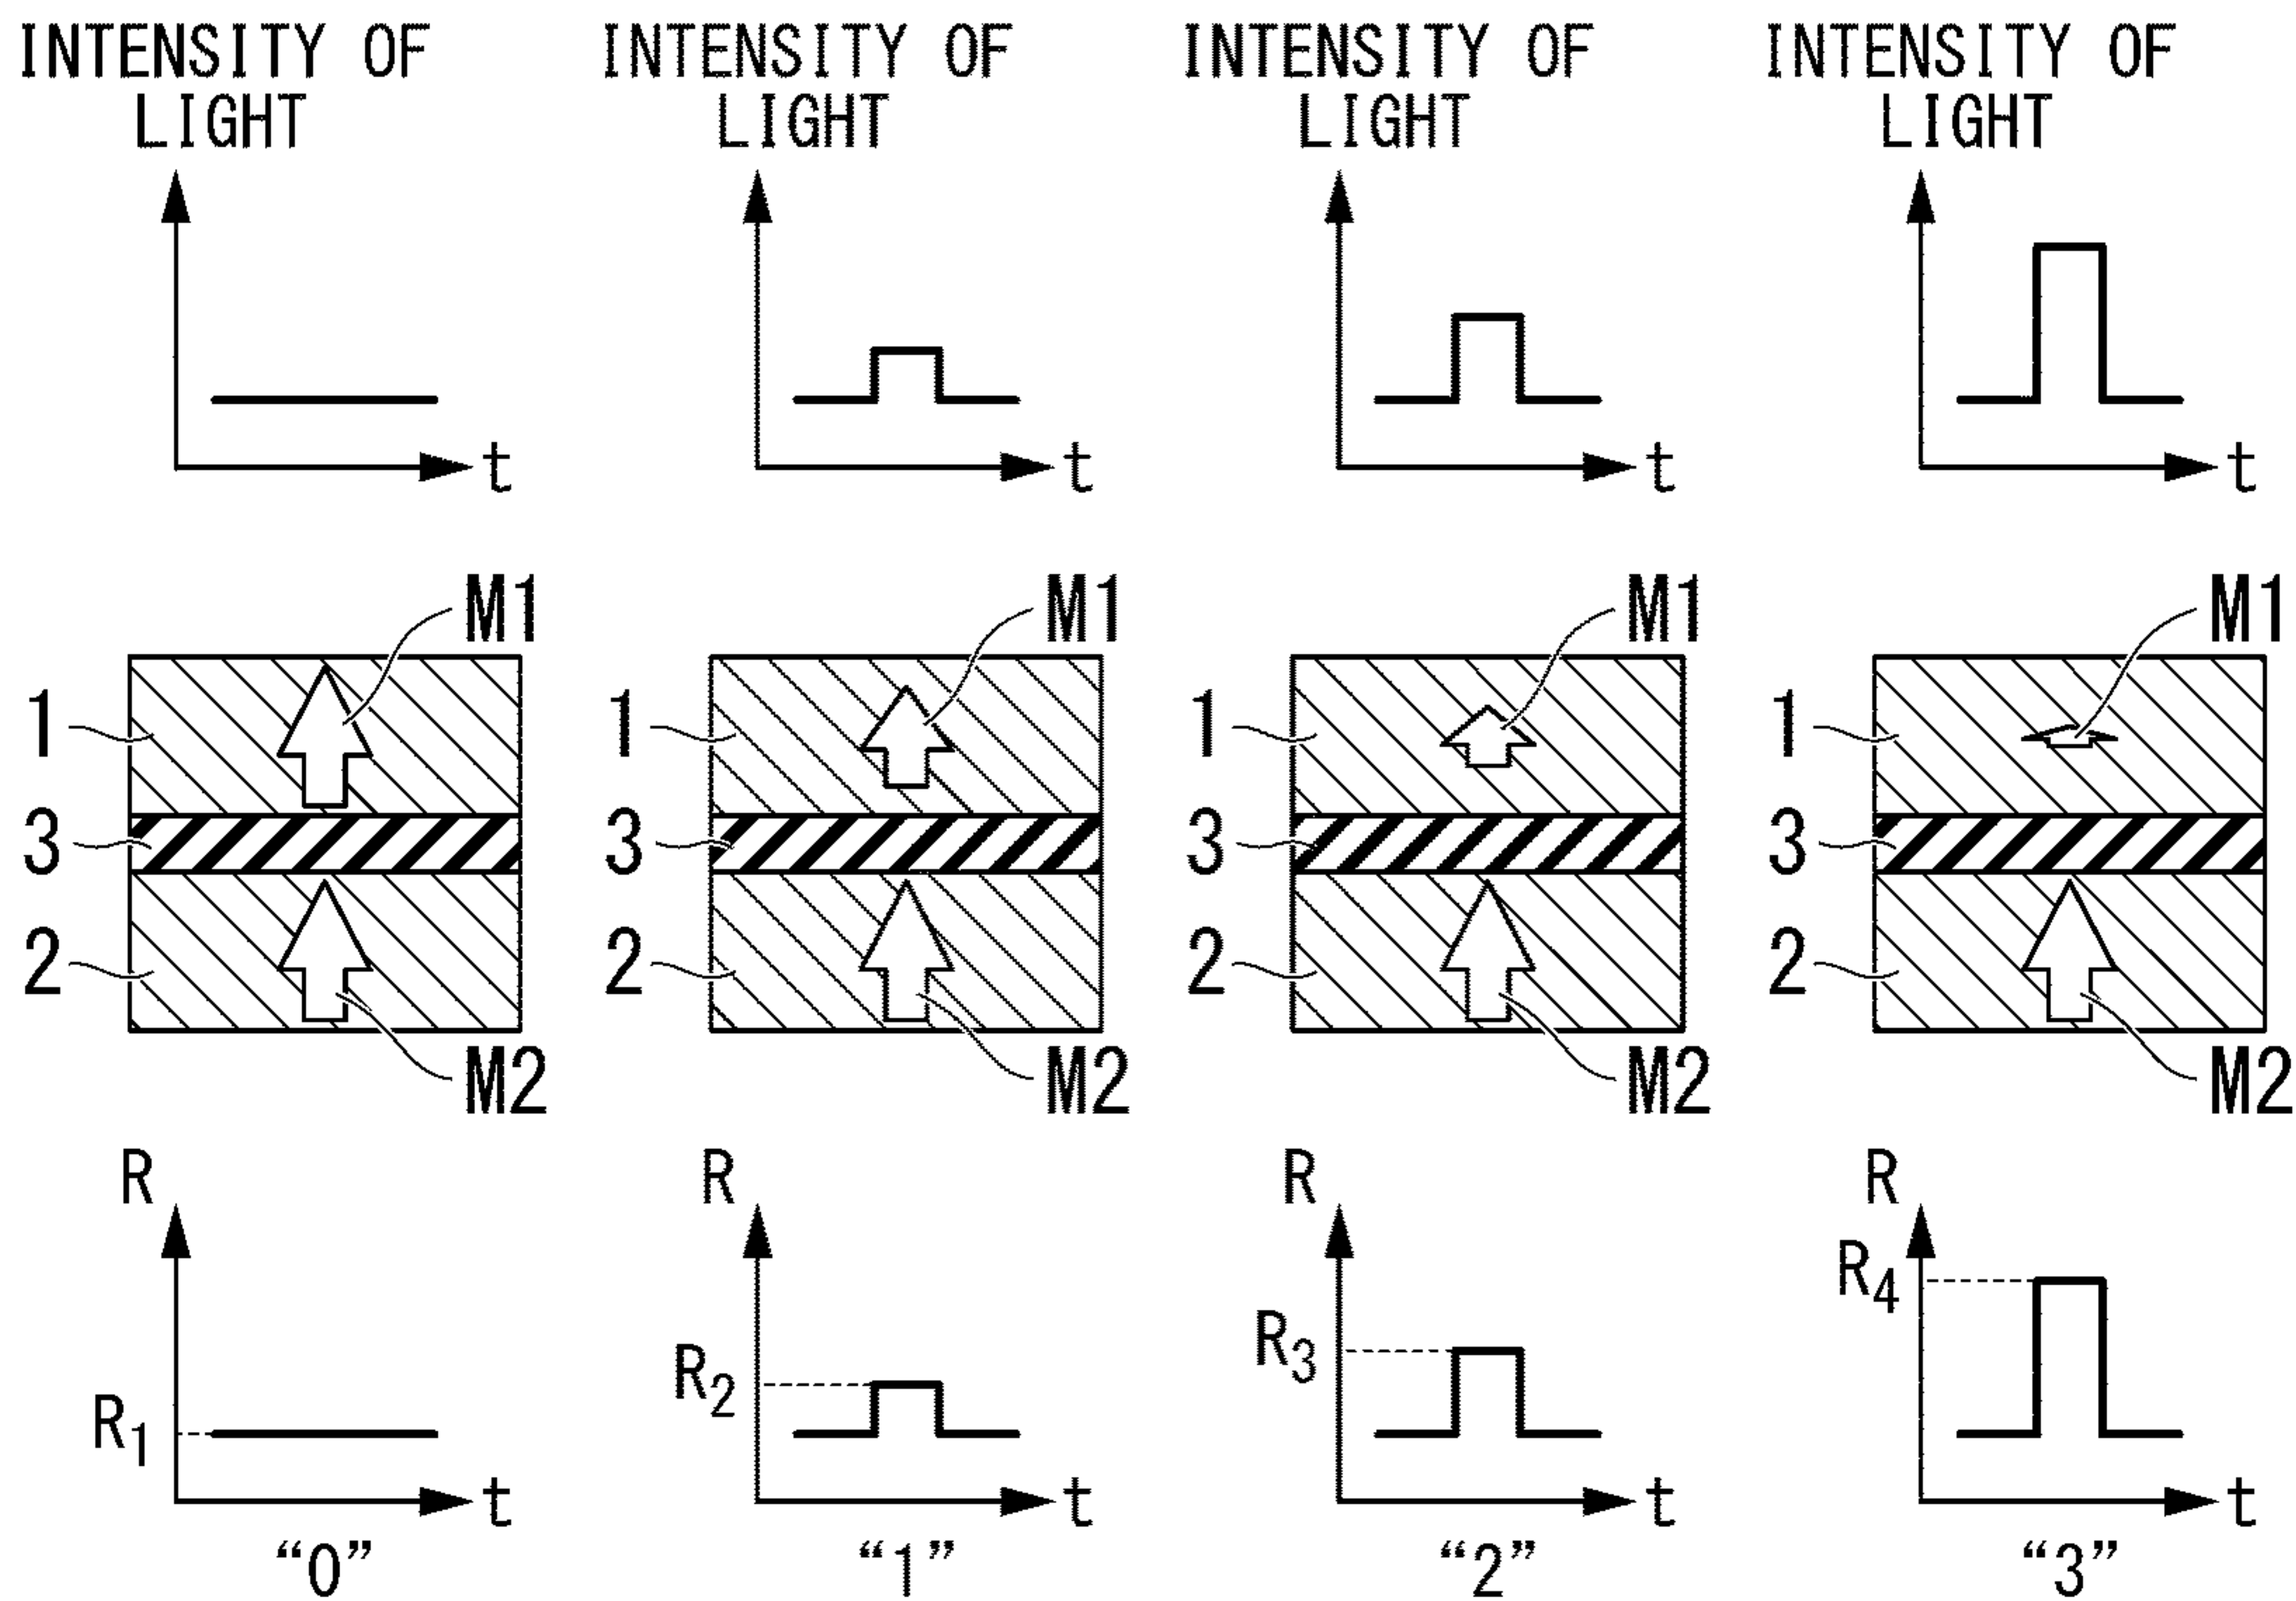 INTENSITY OF
LIGHT
t
M1
1
3
2
M2
R
R1
t
“0”
INTENSITY OF
LIGHT
t
M1
1
3
2
M2
R
R2
t
“1”
INTENSITY OF
LIGHT
t
M1
1
3
2
M2
R
R3
t
“2”
INTENSITY OF
LIGHT
t
M1
1
3
2
M2
R
R4
t
“3”